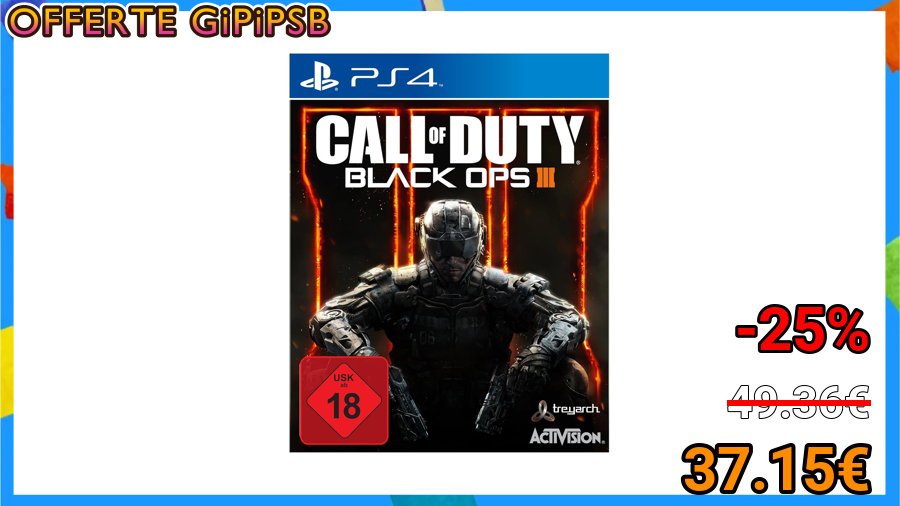 OFFERTE GiPiPSB
PS4
CALL OF DUTY
BLACK OPS III
USK
ab
18
treyarch
ACTIVISION
-25%
49.36€
37.15€